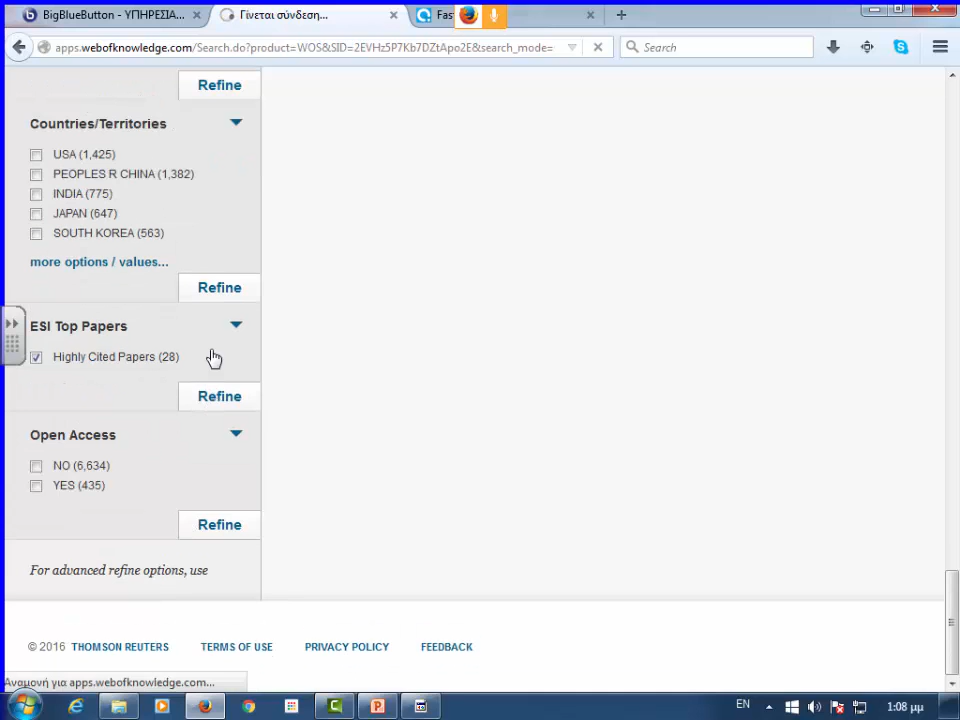 BigBlueButton - ΥΠΗΡΕΣΙΑ...
Γίνεται σύνδεση...
Fas
apps.webofknowledge.com/Search.do?product=WOS&SID=2EVHz5P7Kb7DZtApo2E&search_mode=
Search
Refine
Countries/Territories
USA (1,425)
PEOPLES R CHINA (1,382)
INDIA (775)
JAPAN (647)
SOUTH KOREA (563)
more options / values...
Refine
ESI Top Papers
Highly Cited Papers (28)
Refine
Open Access
NO (6,634)
YES (435)
Refine
For advanced refine options, use
© 2016 THOMSON REUTERS TERMS OF USE PRIVACY POLICY FEEDBACK
Αναμονή για apps.webofknowledge.com...
EN 1:08 μμ